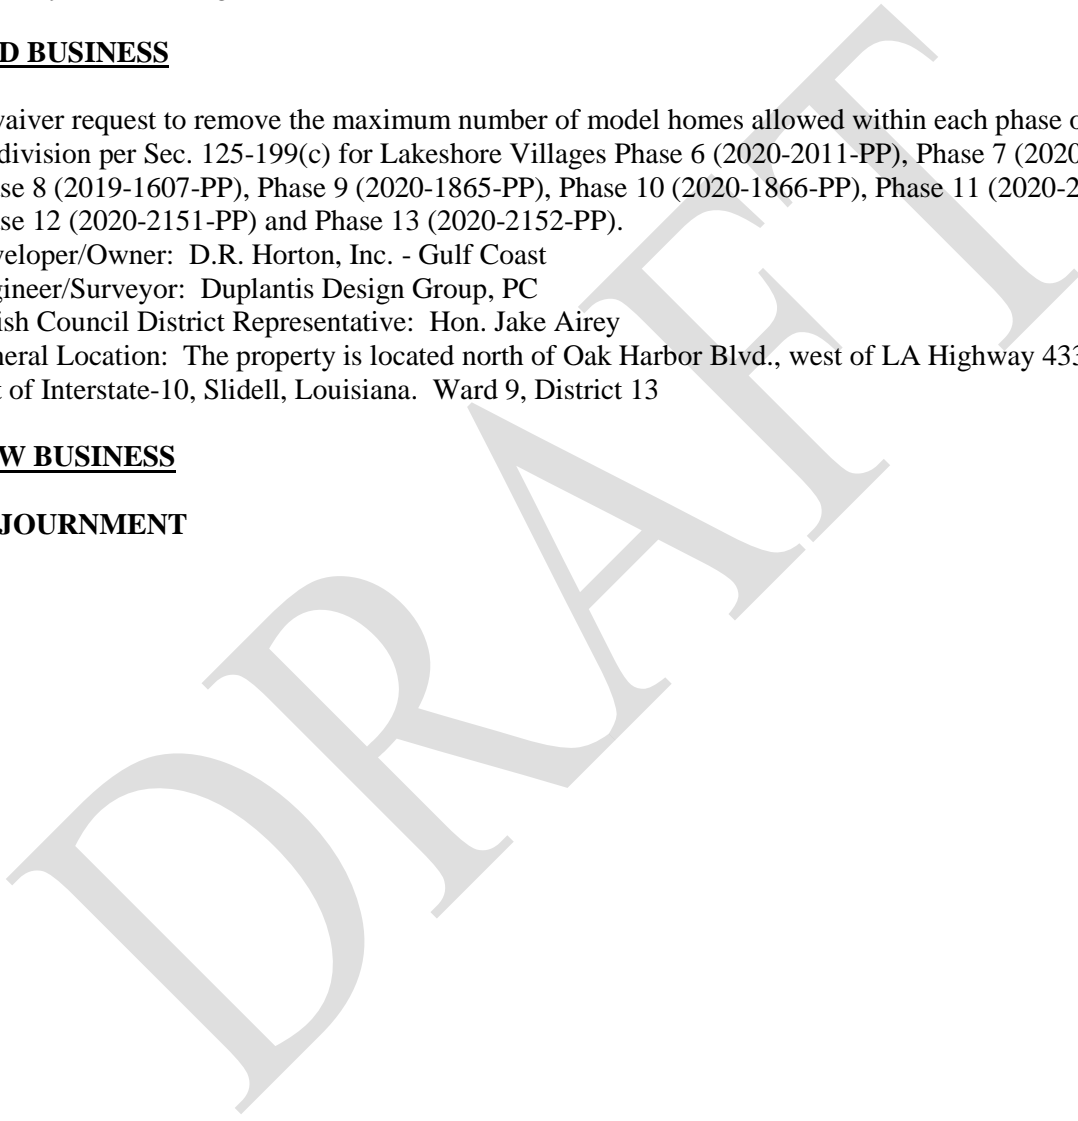 D BUSINESS
vaiver request to remove the maximum number of model homes allowed within each phase o
division per Sec. 125-199(c) for Lakeshore Villages Phase 6 (2020-2011-PP), Phase 7 (2020
se 8 (2019-1607-PP), Phase 9 (2020-1865-PP), Phase 10 (2020-1866-PP), Phase 11 (2020-2
se 12 (2020-2151-PP) and Phase 13 (2020-2152-PP).
veloper/Owner: D.R. Horton, Inc. - Gulf Coast
gineer/Surveyor: Duplantis Design Group, PC
ish Council District Representative: Hon. Jake Airey
neral Location: The property is located north of Oak Harbor Blvd., west of LA Highway 433
t of Interstate-10, Slidell, Louisiana. Ward 9, District 13
W BUSINESS
JOURNMENT
DRAFT